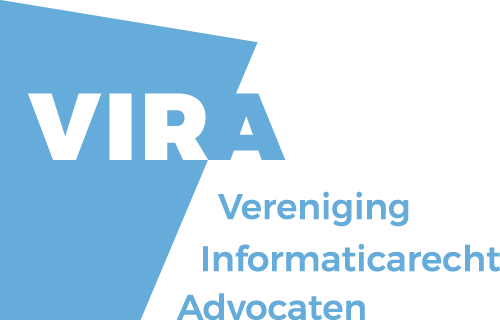 VIRA
Vereniging
Informaticarecht
Advocaten